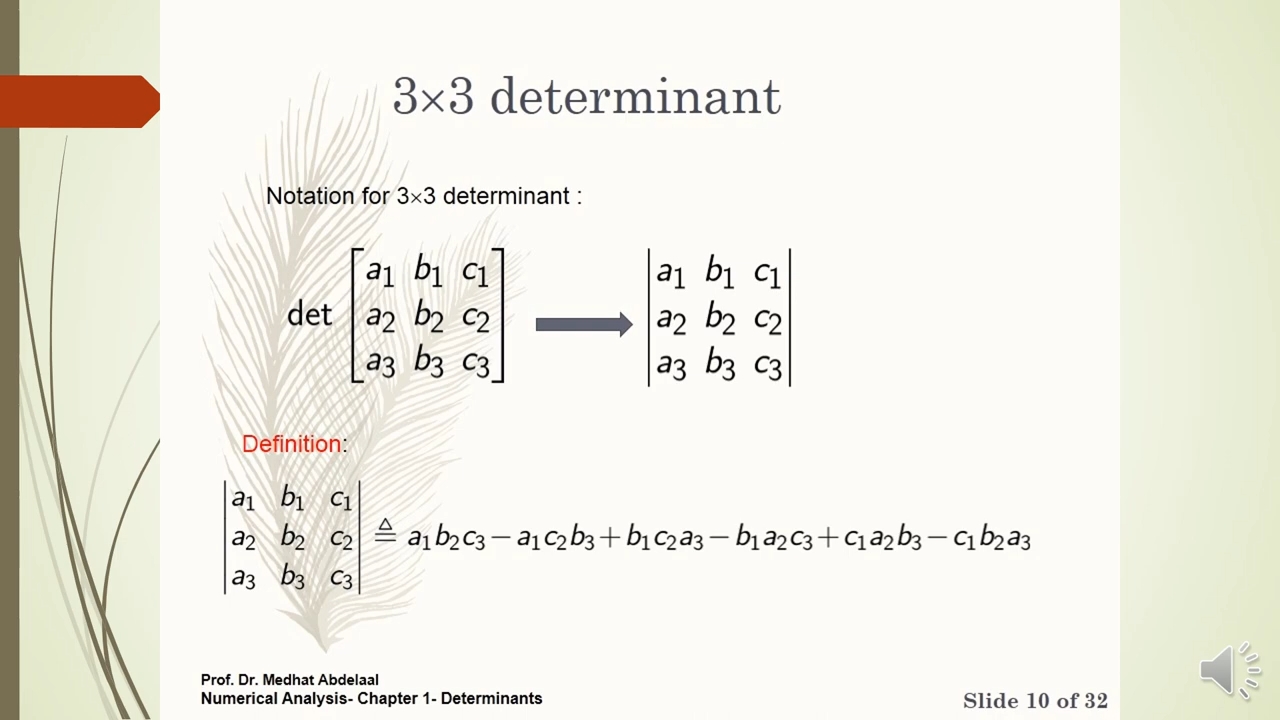 3×3 determinant
Notation for 3×3 determinant :
det [ a₁ b₁ c₁ ] | a₁ b₁ c₁ |
[ a₂ b₂ c₂ ] | a₂ b₂ c₂ |
[ a₃ b₃ c₃ ] | a₃ b₃ c₃ |
Definition:
| a₁ b₁ c₁ |
| a₂ b₂ c₂ | ≜ a₁b₂c₃ − a₁c₂b₃ + b₁c₂a₃ − b₁a₂c₃ + c₁a₂b₃ − c₁b₂a₃
| a₃ b₃ c₃ |
Prof. Dr. Medhat Abdelaal
Numerical Analysis- Chapter 1- Determinants
Slide 10 of 32